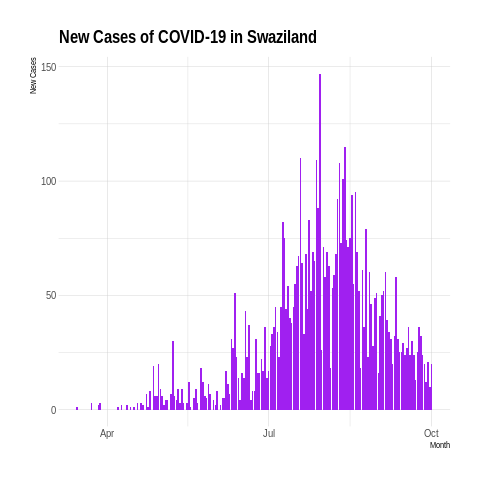 New Cases of COVID-19 in Swaziland
New Cases
150
100
50
0
Apr
Jul
Oct
Month